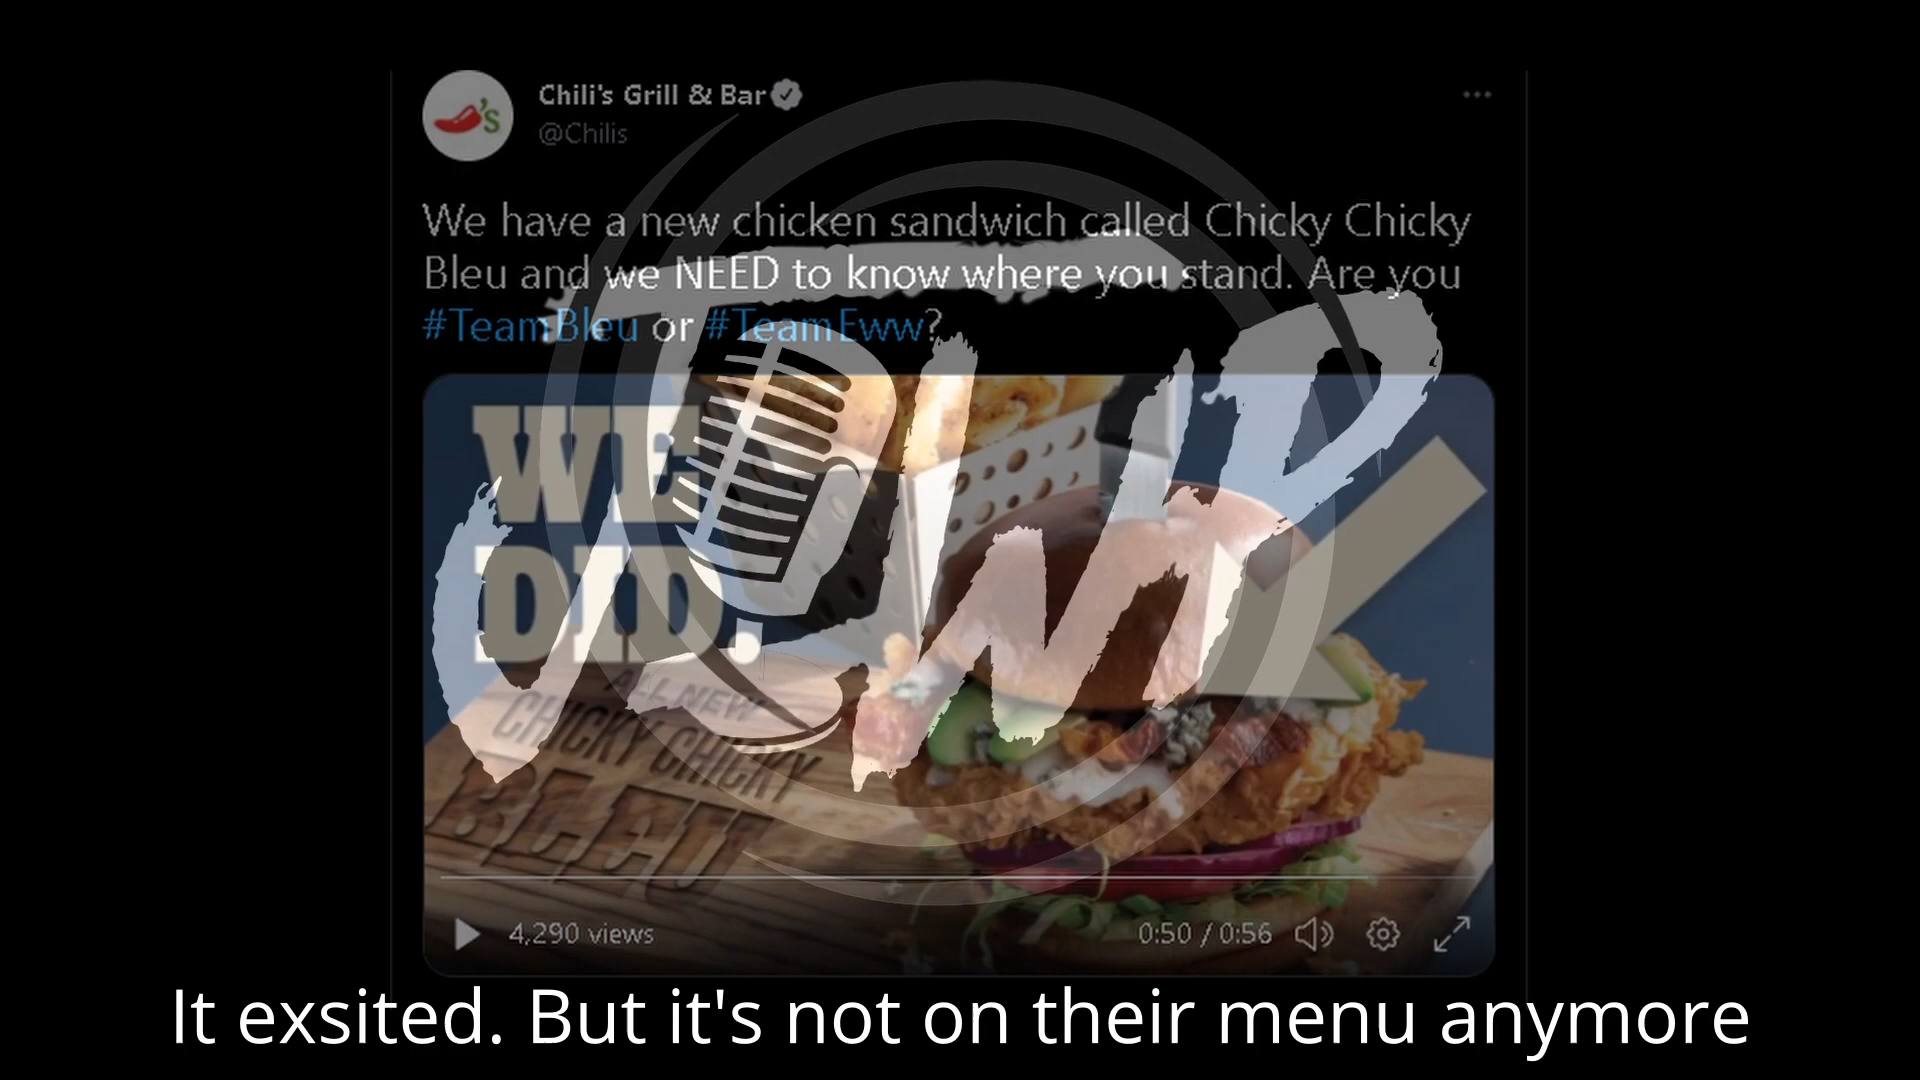 Chili's Grill & Bar
@Chilis
We have a new chicken sandwich called Chicky Chicky
Bleu and we NEED to know where you stand. Are you
#TeamBleu or #TeamEww?
WE
DID.
ALL NEW
CHICKY CHICKY
BLEU
4,290 views
0:50 / 0:56
It exsited. But it's not on their menu anymore